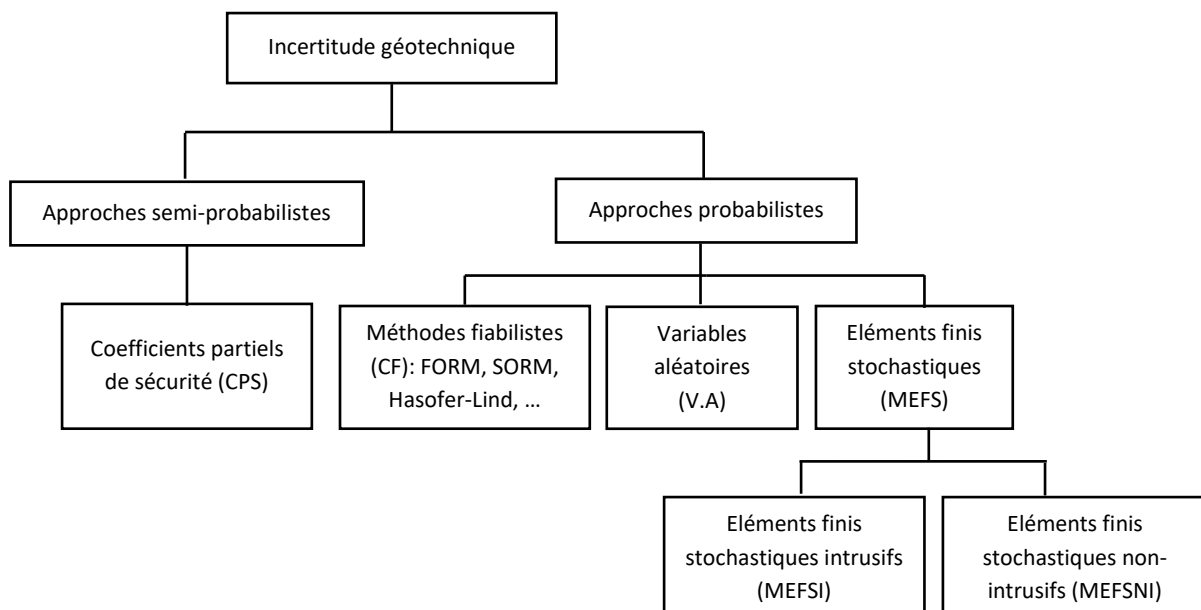 Incertitude géotechnique
Approches semi-probabilistes
Approches probabilistes
Coefficients partiels
de sécurité (CPS)
Méthodes fiabilistes
(CF): FORM, SORM,
Hasofer-Lind, ...
Variables
aléatoires
(V.A)
Eléments finis
stochastiques
(MEFS)
Eléments finis
stochastiques intrusifs
(MEFSI)
Eléments finis
stochastiques non-
intrusifs (MEFSNI)